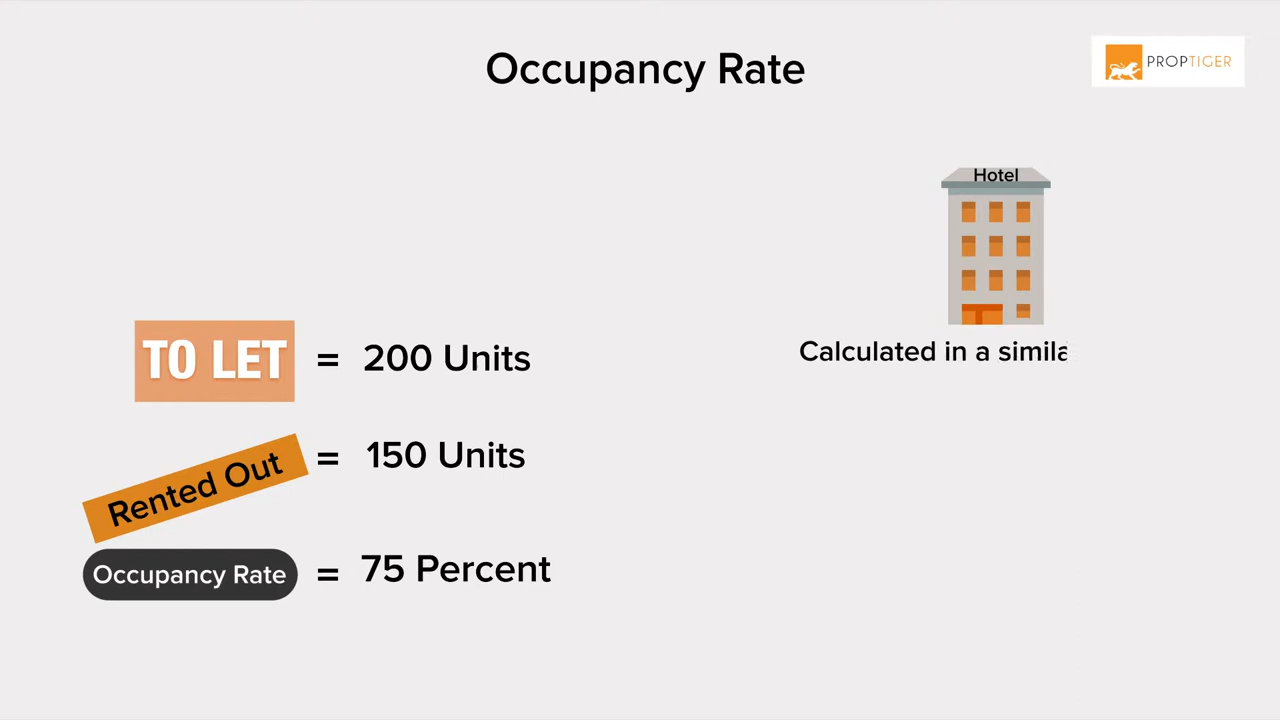 Occupancy Rate
PROPTIGER
Hotel
Calculated in a simila
TO LET = 200 Units
Rented Out = 150 Units
Occupancy Rate = 75 Percent